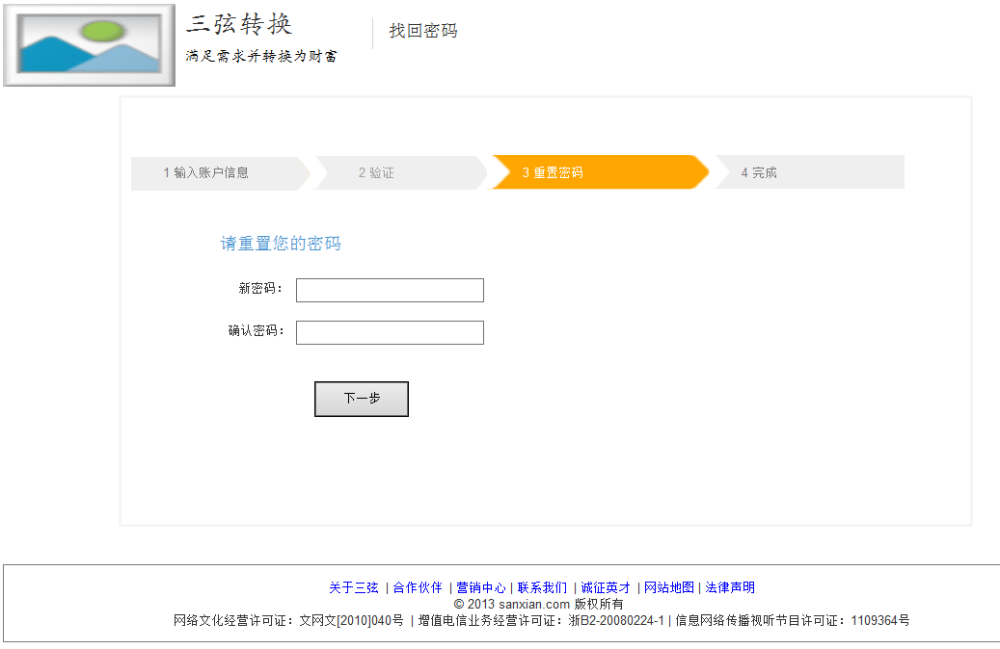 三弦转换
满足需求并转换为财富
找回密码
1 输入账户信息
2 验证
3 重置密码
4 完成
请重置您的密码
新密码：
确认密码：
下一步
关于三弦 | 合作伙伴 | 营销中心 | 联系我们 | 诚征英才 | 网站地图 | 法律声明
© 2013 sanxian.com 版权所有
网络文化经营许可证：文网文[2010]040号 | 增值电信业务经营许可证：浙B2-20080224-1 | 信息网络传播视听节目许可证：1109364号